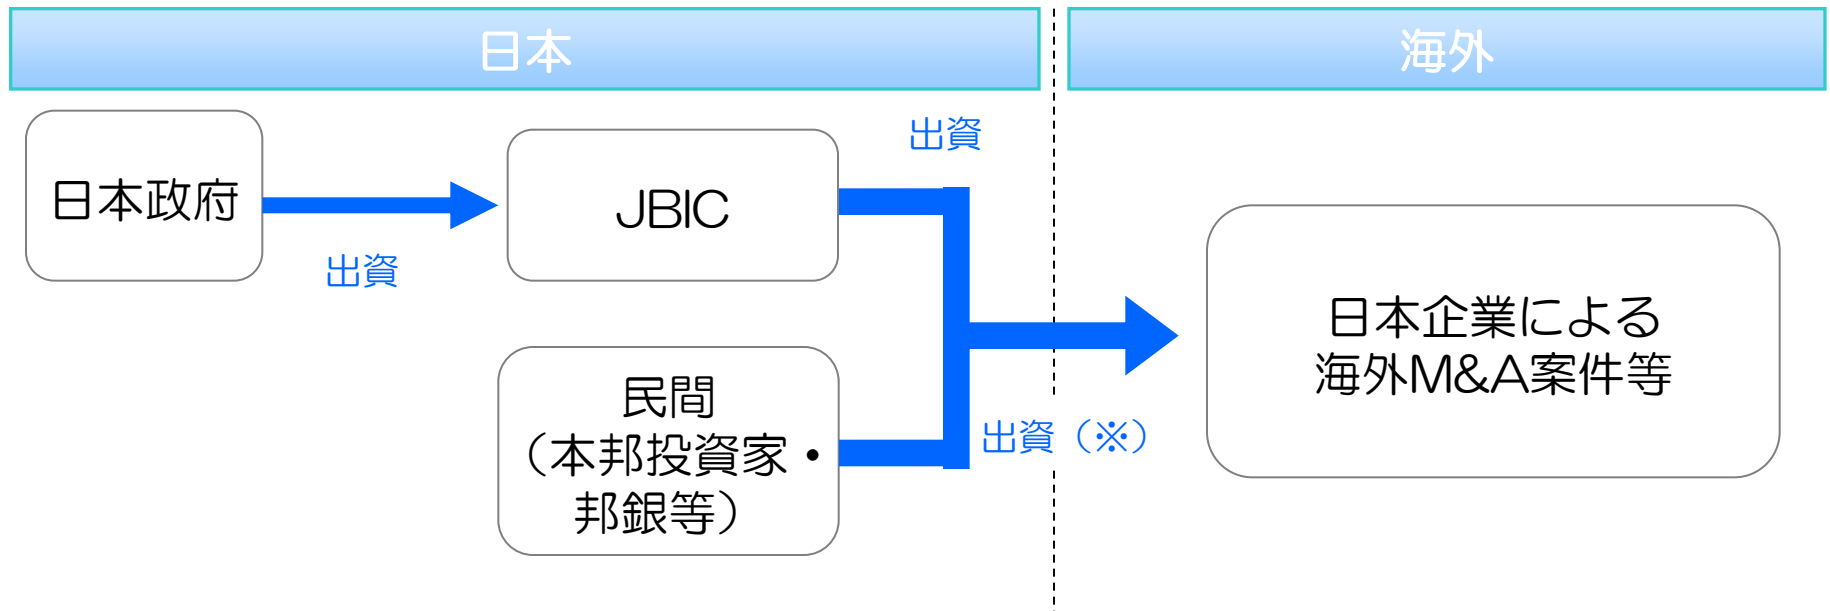 日本
海外
日本政府
出資
JBIC
出資
民間
（本邦投資家・
邦銀等）
出資（※）
日本企業による
海外M&A案件等